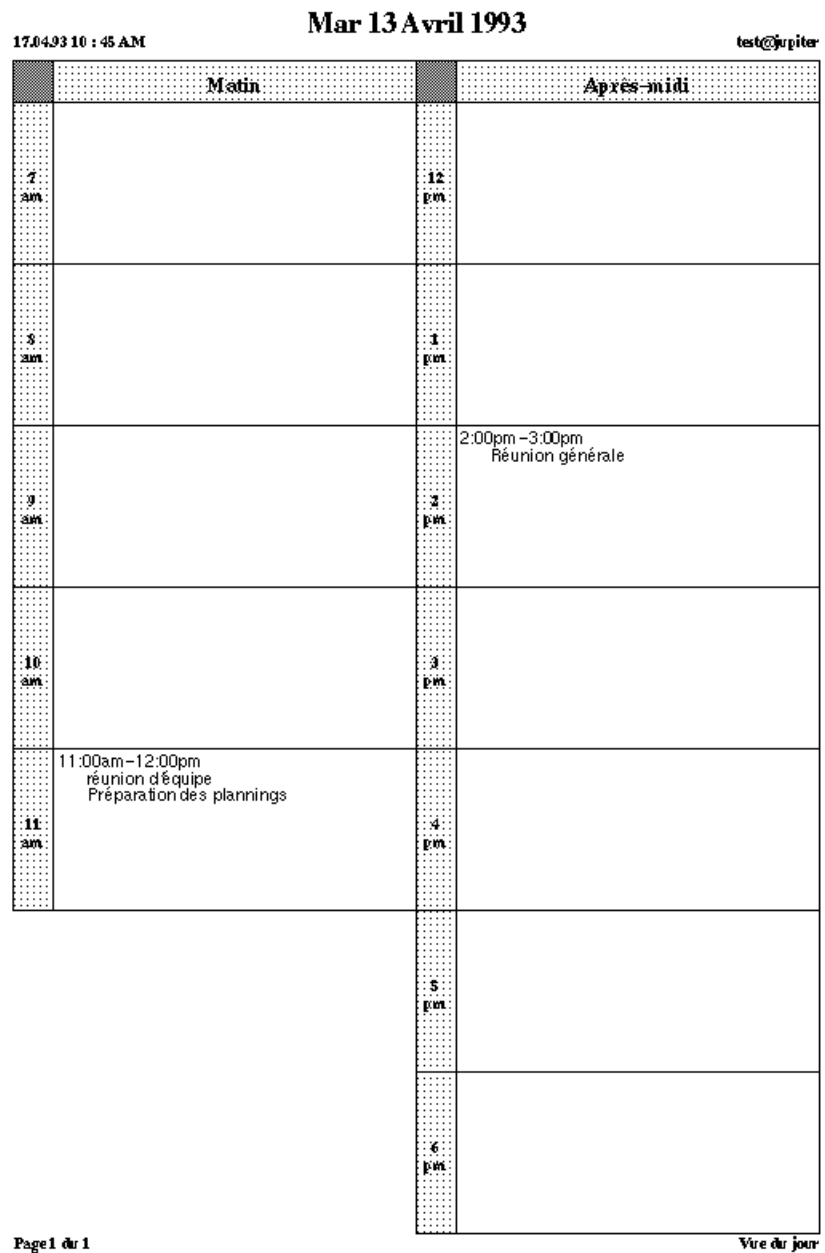 Mar 13 Avril 1993
17.04.93 10 : 45 AM
test@jupiter
Matin
7
am
8
am
9
am
10
am
11:00am-12:00pm
réunion d'équipe
Préparation des plannings
11
am
Après-midi
12
pm
1
pm
2:00pm-3:00pm
Réunion générale
2
pm
3
pm
4
pm
5
pm
6
pm
Page 1 du 1
Vue du jour